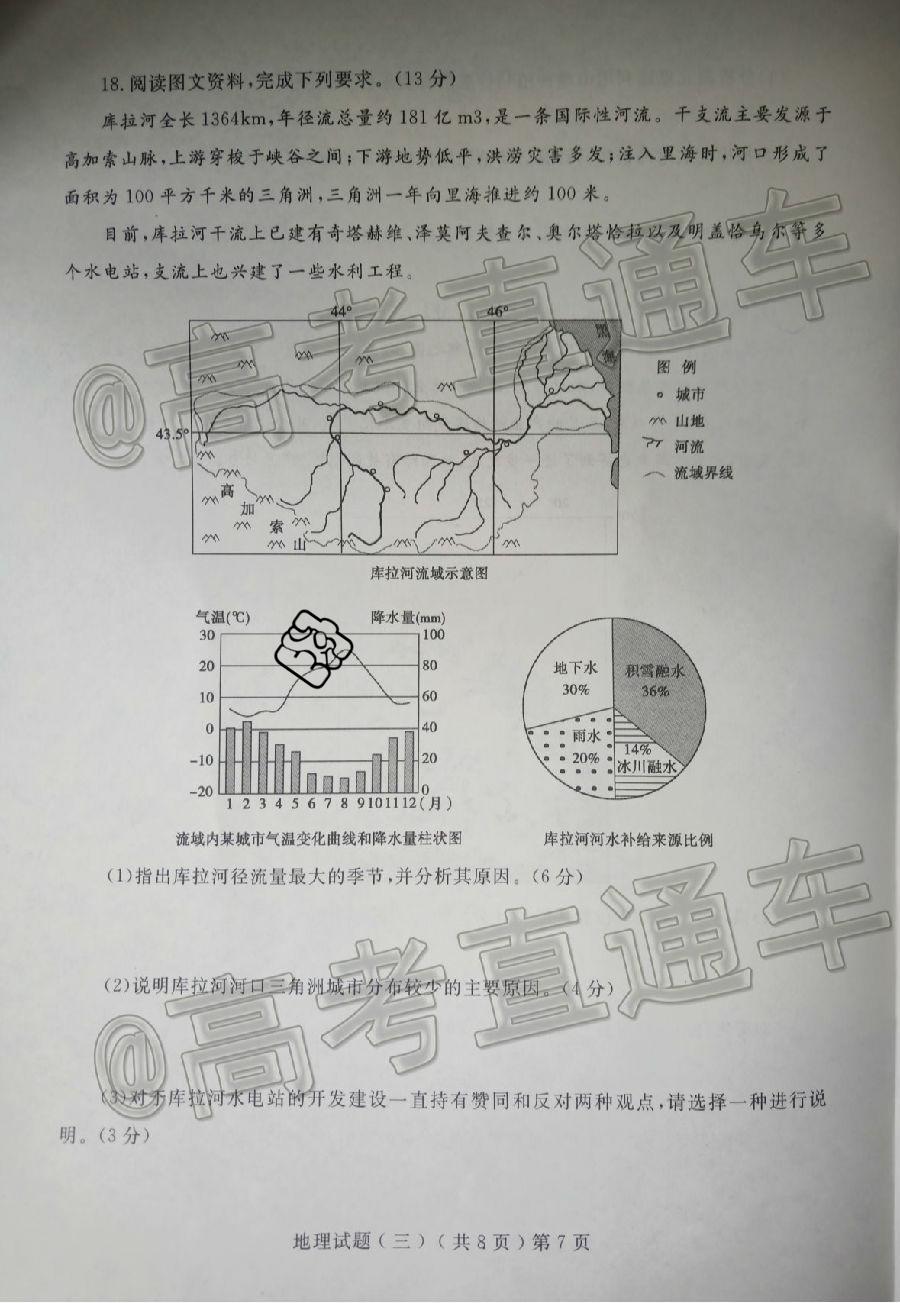 18.阅读图文资料,完成下列要求。(13分)
库拉河全长1364km,年径流总量约181亿m3,是一条国际性河流。干支流主要发源于
高加索山脉,上游穿梭于峡谷之间;下游地势低平,洪涝灾害多发;注入里海时,河口形成了
面积为100平方千米的三角洲,三角洲一年向里海推进约100米。
目前,库拉河干流上已建有奇塔赫维、泽莫阿夫查尔、奥尔塔恰拉以及明盖恰乌尔等多
个水电站,支流上也兴建了一些水利工程。
@高考直通车
44° 46°
黑
海
43.5°
高
加
索
山
图 例
城市
山地
河流
流域界线
库拉河流域示意图
气温(℃) 降水量(mm)
30 100
20 80
10 60
0 40
-10 20
-20 0
1 2 3 4 5 6 7 8 9 10 11 12(月)
流域内某城市气温变化曲线和降水量柱状图
地下水
30%
积雪融水
36%
雨水
20%
14%
冰川融水
库拉河河水补给来源比例
(1)指出库拉河径流量最大的季节,并分析其原因。(6分)
(2)说明库拉河河口三角洲城市分布较少的主要原因。(4分)
@高考直通车
(3)对于库拉河水电站的开发建设一直持有赞同和反对两种观点,请选择一种进行说
明。(3分)
地理试题(三)(共8页)第7页